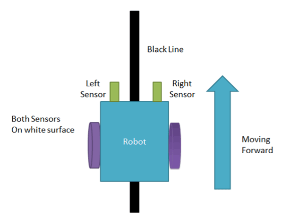 Black Line
Left
Sensor
Right
Sensor
Both Sensors
On white surface
Robot
Moving
Forward